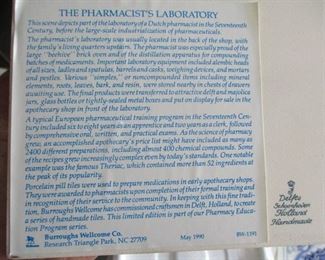 THE PHARMACIST'S LABORATORY
This scene depicts part of the laboratory of a Dutch pharmacist in the Seventeenth
Century, before the large-scale industrialization of pharmaceuticals.
The pharmacist's laboratory was usually located in the back of the shop, with
the family's living quarters upstairs. The pharmacist was especially proud of the
large "beehive" brick oven and of the distillation apparatus for compounding
batches of medicaments. Important laboratory equipment included alembic heads
of all sizes, ladles and spatulas, barrels and casks, weighing devices, and mortars
and pestles. Various "simples," or noncompounded items including mineral
elements, roots, leaves, bark, and resin, were stored nearby in chests of drawers
awaiting use. The final products were transferred to attractive delft and majolica
jars, glass bottles or tightly sealed metal boxes and put on display for sale in the
apothecary shop in front of the laboratory.
A typical European pharmaceutical training program in the Seventeenth Cen-
tury included six to eight years as an apprentice and two years as a clerk, followed
by comprehensive oral, written, and practical exams. As the science of pharmacy
grew, an accomplished apothecary's price list might have included as many as
2400 different preparations, including almost 400 chemical compounds. Some
of the recipes grew increasingly complex even by today's standards. One notable
example was the famous Theriac, which contained more than 52 ingredients at
the peak of its popularity.
Porcelain pill tiles were used to prepare medications in early apothecary shops.
They were awarded to pharmacists upon completion of their formal training and
in recognition of their service to the community. In keeping with this fine tradi-
tion, Burroughs Wellcome has commissioned craftsmen in Delft, Holland, to create
a series of handmade tiles. This limited edition is part of our Pharmacy Educa-
tion Program series.
Burroughs Wellcome Co.
Research Triangle Park, NC 27709
May 1990
BW-1191
Delfts
Schoonhoven
Holland
Handmade